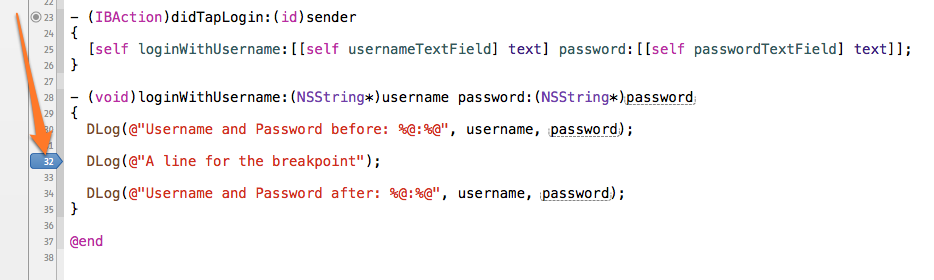 22
23 - (IBAction)didTapLogin:(id)sender
24 {
25 [self loginWithUsername:[[self usernameTextField] text] password:[[self passwordTextField] text]];
26 }
27
28 - (void)loginWithUsername:(NSString*)username password:(NSString*)password
29 {
30 DLog(@"Username and Password before: %@:%@", username, password);
31
32 DLog(@"A line for the breakpoint");
33
34 DLog(@"Username and Password after: %@:%@", username, password);
35 }
36
37 @end
38